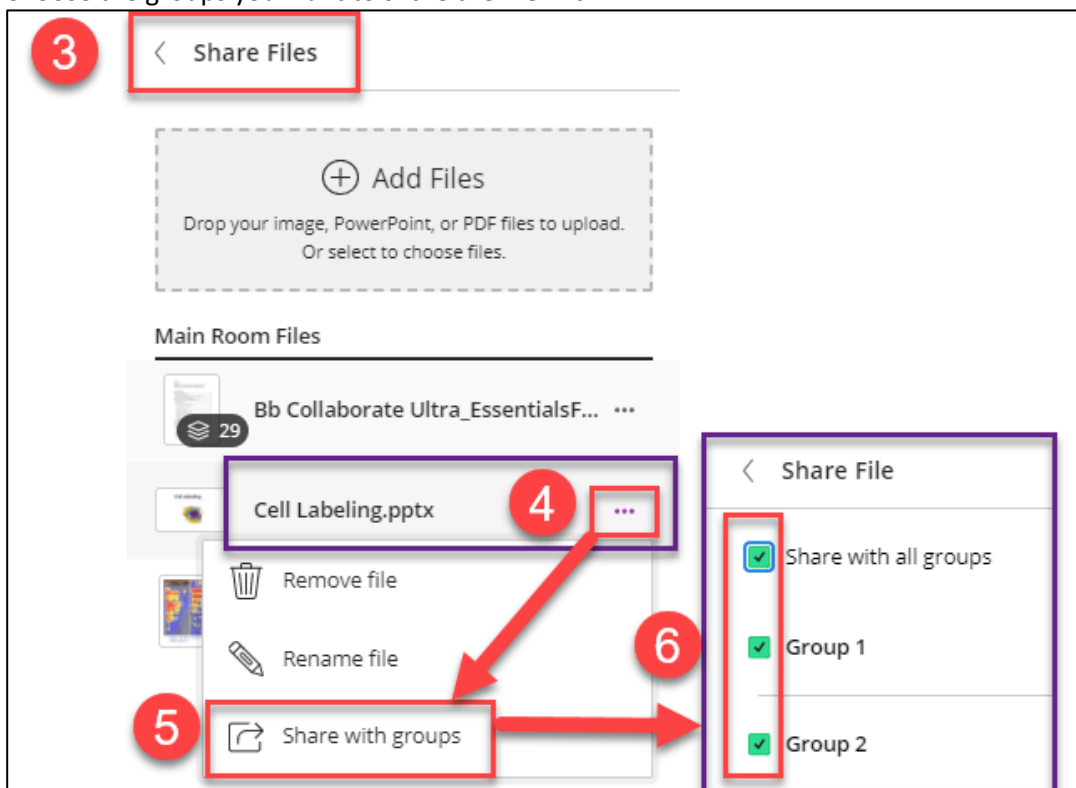 3
Share Files
Add Files
Drop your image, PowerPoint, or PDF files to upload.
Or select to choose files.
Main Room Files
29
Bb Collaborate Ultra_EssentialsF... •••
Cell Labeling.pptx
4
•••
Remove file
Rename file
5
Share with groups
Share File
Share with all groups
6
Group 1
Group 2